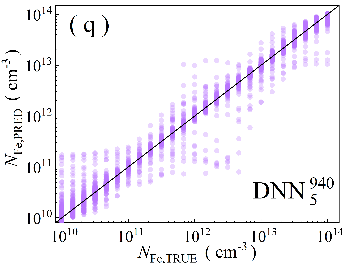 (q)
10^14
10^13
10^12
10^11
10^10
N_Fe,PRED ( cm^-3 )
DNN_5^940
10^10 10^11 10^12 10^13 10^14
N_Fe,TRUE ( cm^-3 )